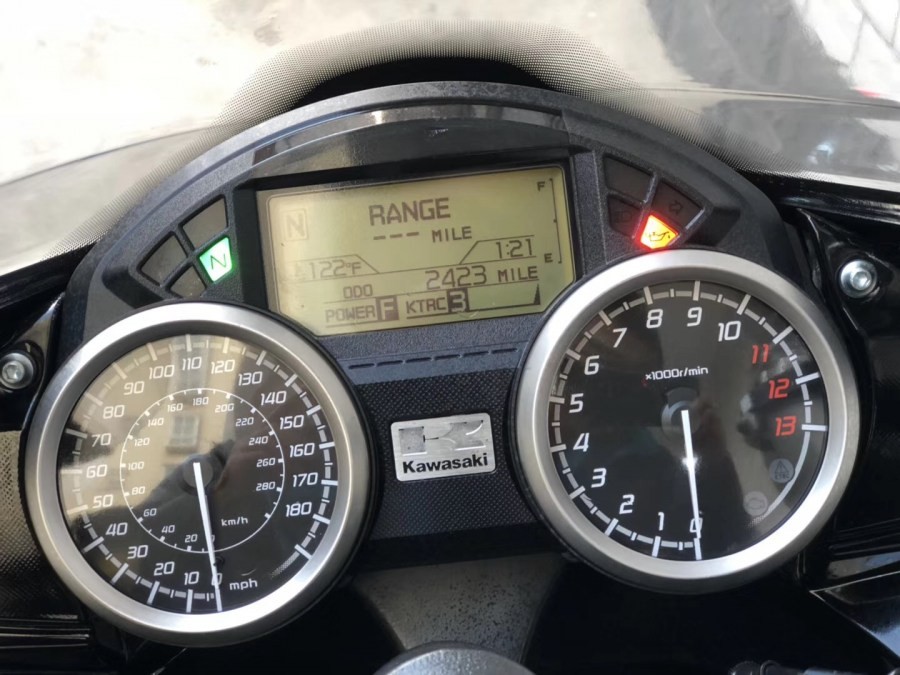 RANGE
--- MILE
F
E
N
122°F
1:21
ODO 2423 MILE
POWER F KTRC 3
N
Kawasaki
0 10 20 30 40 50 60 70 80 90 100 110 120 130 140 150 160 170 180
mph
0 20 40 60 80 100 120 140 160 180 200 220 240 260 280
km/h
0 1 2 3 4 5 6 7 8 9 10 11 12 13
×1000r/min